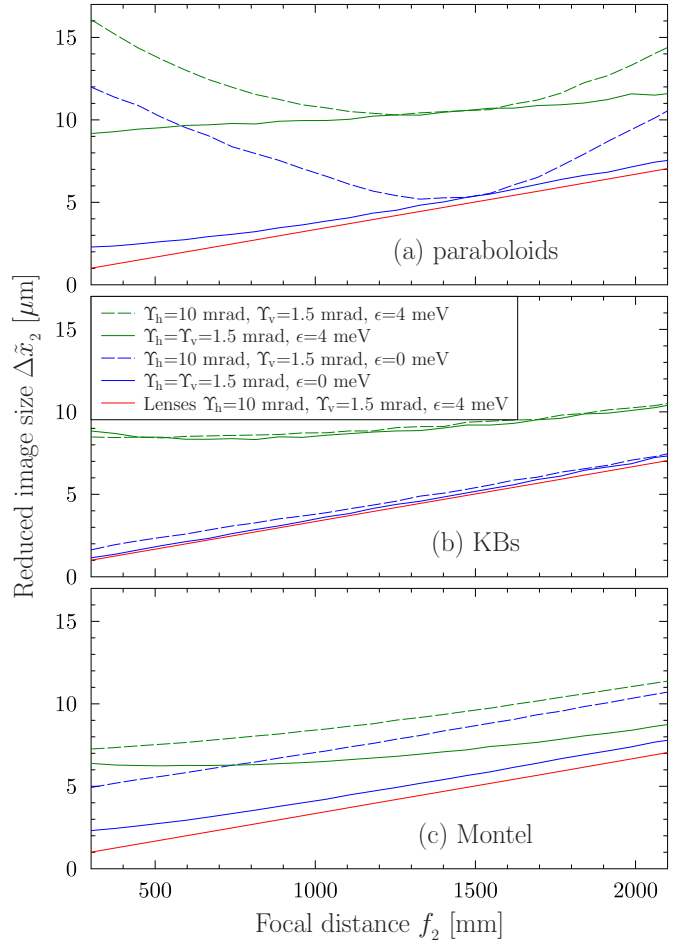 15
10
5
0
(a) paraboloids
Reduced image size Δx̃₂ [μm]
15
10
5
0
ϒₕ=10 mrad, ϒᵥ=1.5 mrad, ϵ=4 meV
ϒₕ=ϒᵥ=1.5 mrad, ϵ=4 meV
ϒₕ=10 mrad, ϒᵥ=1.5 mrad, ϵ=0 meV
ϒₕ=ϒᵥ=1.5 mrad, ϵ=0 meV
Lenses ϒₕ=10 mrad, ϒᵥ=1.5 mrad, ϵ=4 meV
(b) KBs
15
10
5
0
(c) Montel
500 1000 1500 2000
Focal distance f₂ [mm]